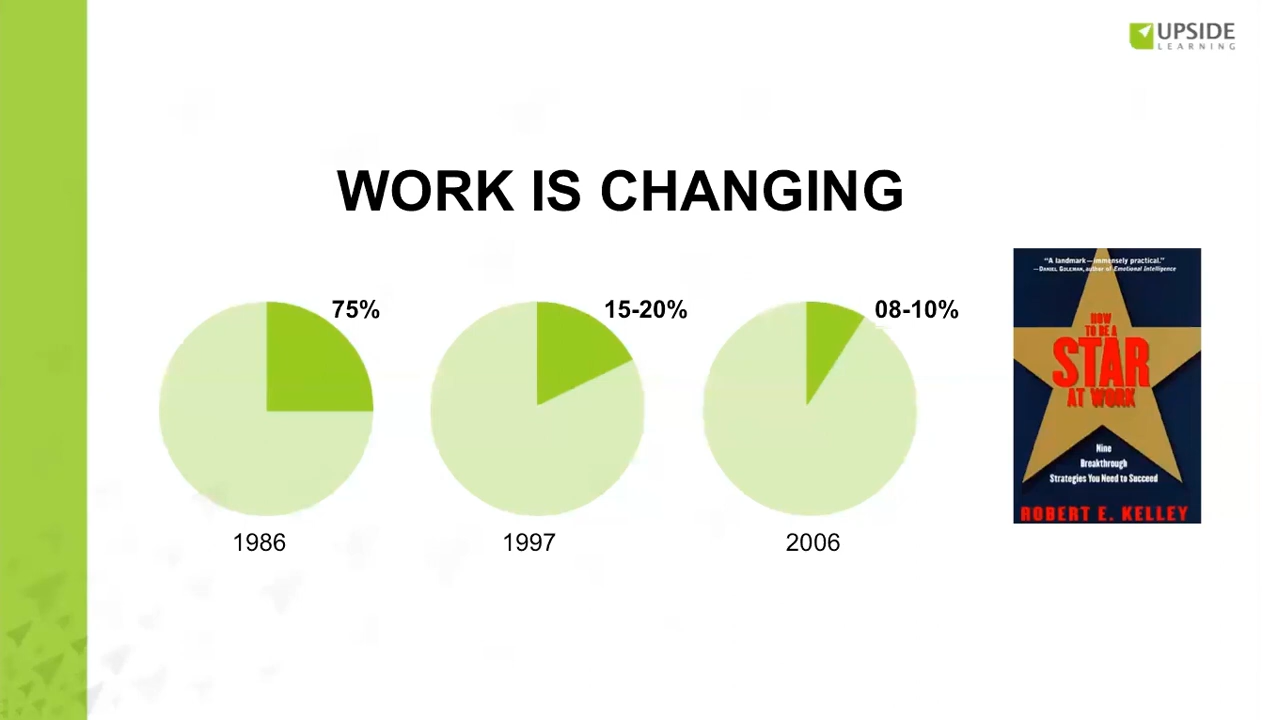 UPSIDE
LEARNING
WORK IS CHANGING
75%
15-20%
08-10%
1986
1997
2006
"A landmark—immensely practical."
—DANIEL GOLEMAN, author of Emotional Intelligence
HOW
TO BE A
STAR
AT WORK
Nine
Breakthrough
Strategies You Need to Succeed
ROBERT E. KELLEY